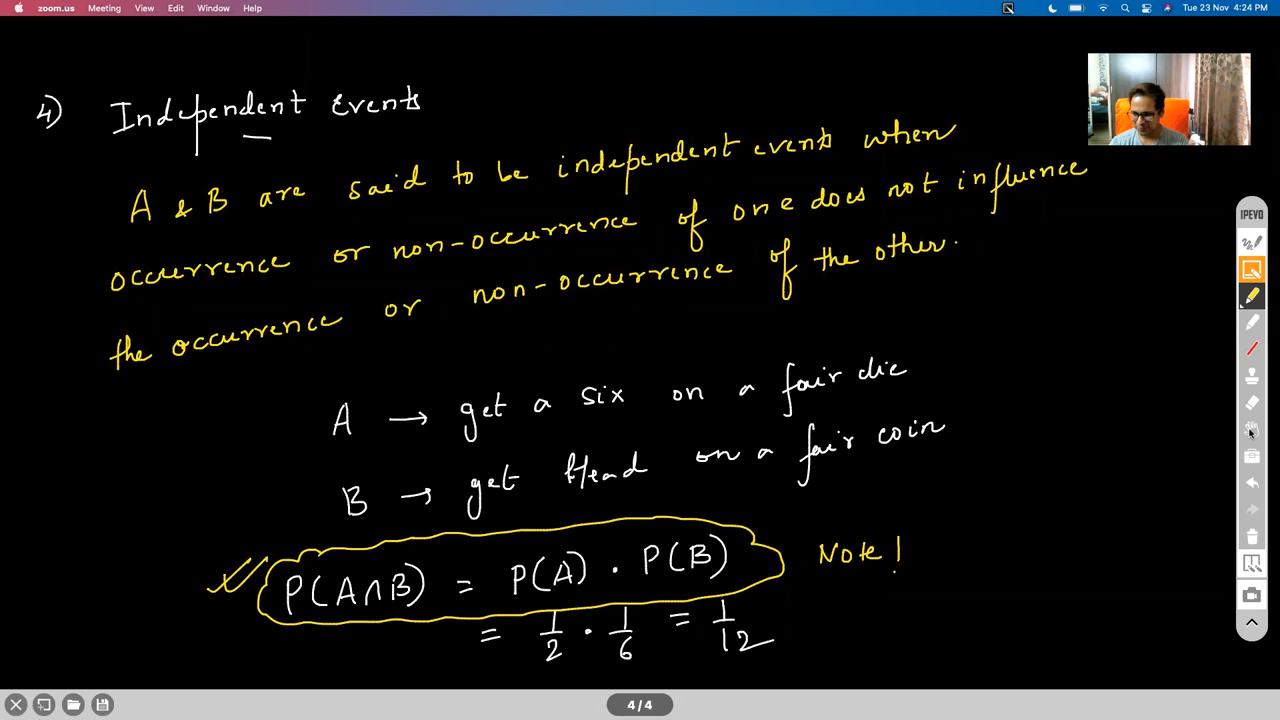 zoom.us Meeting View Edit Window Help Tue 23 Nov 4:24 PM
4) Independent Events
A & B are said to be independent events when
occurrence or non-occurrence of one does not influence
the occurrence or non-occurrence of the other.
A → get a six on a fair die
B → get Head on a fair coin
P(A∩B) = P(A) · P(B) Note!
= 1/2 · 1/6 = 1/12
IPEVO
4/4